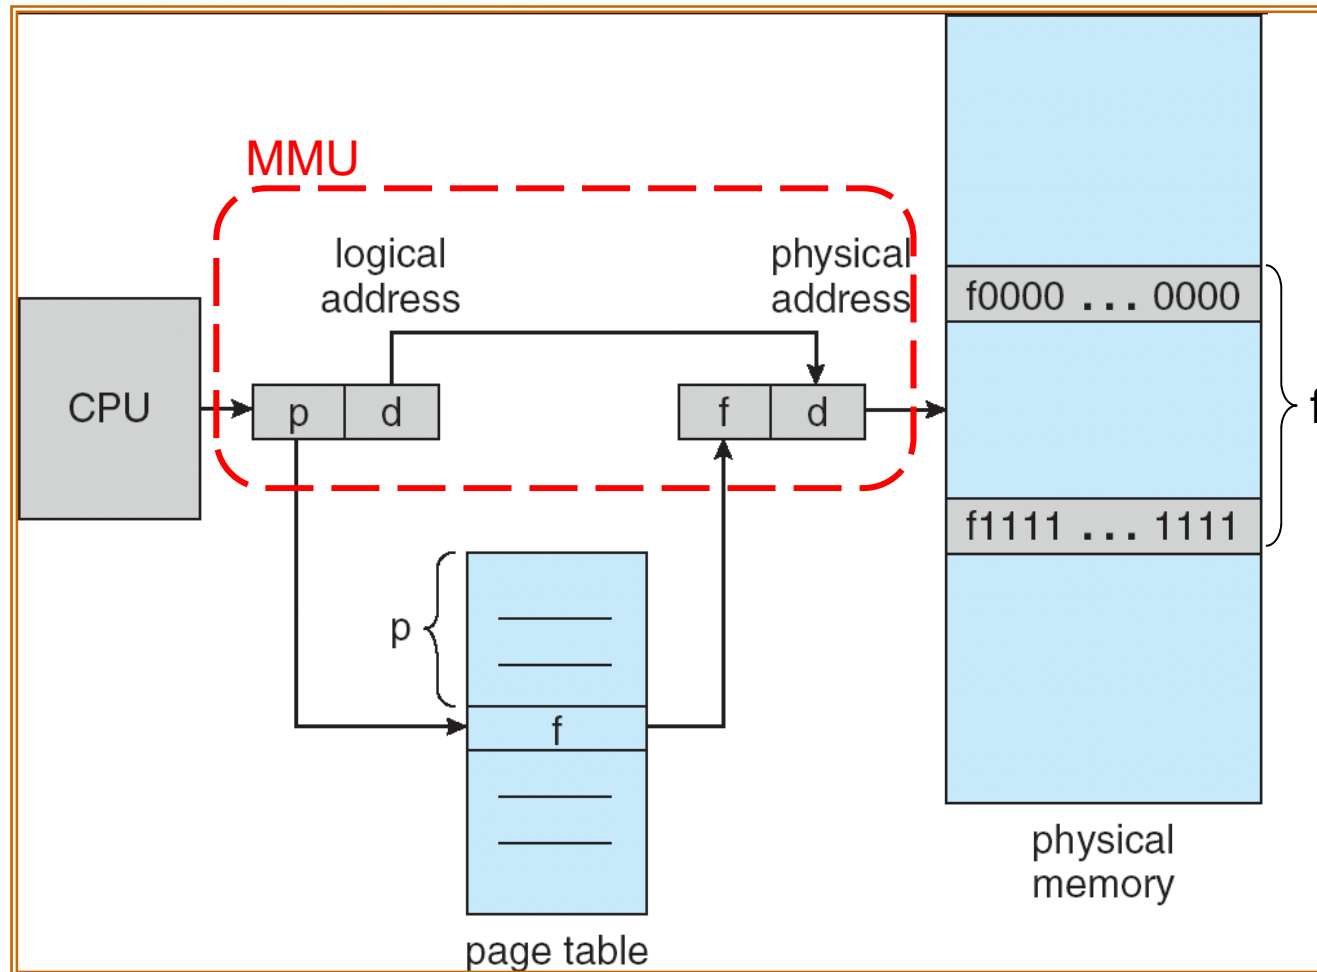 MMU
logical
address
physical
address
CPU
p
d
f
d
f0000 ... 0000
f1111 ... 1111
f
p
f
page table
physical
memory